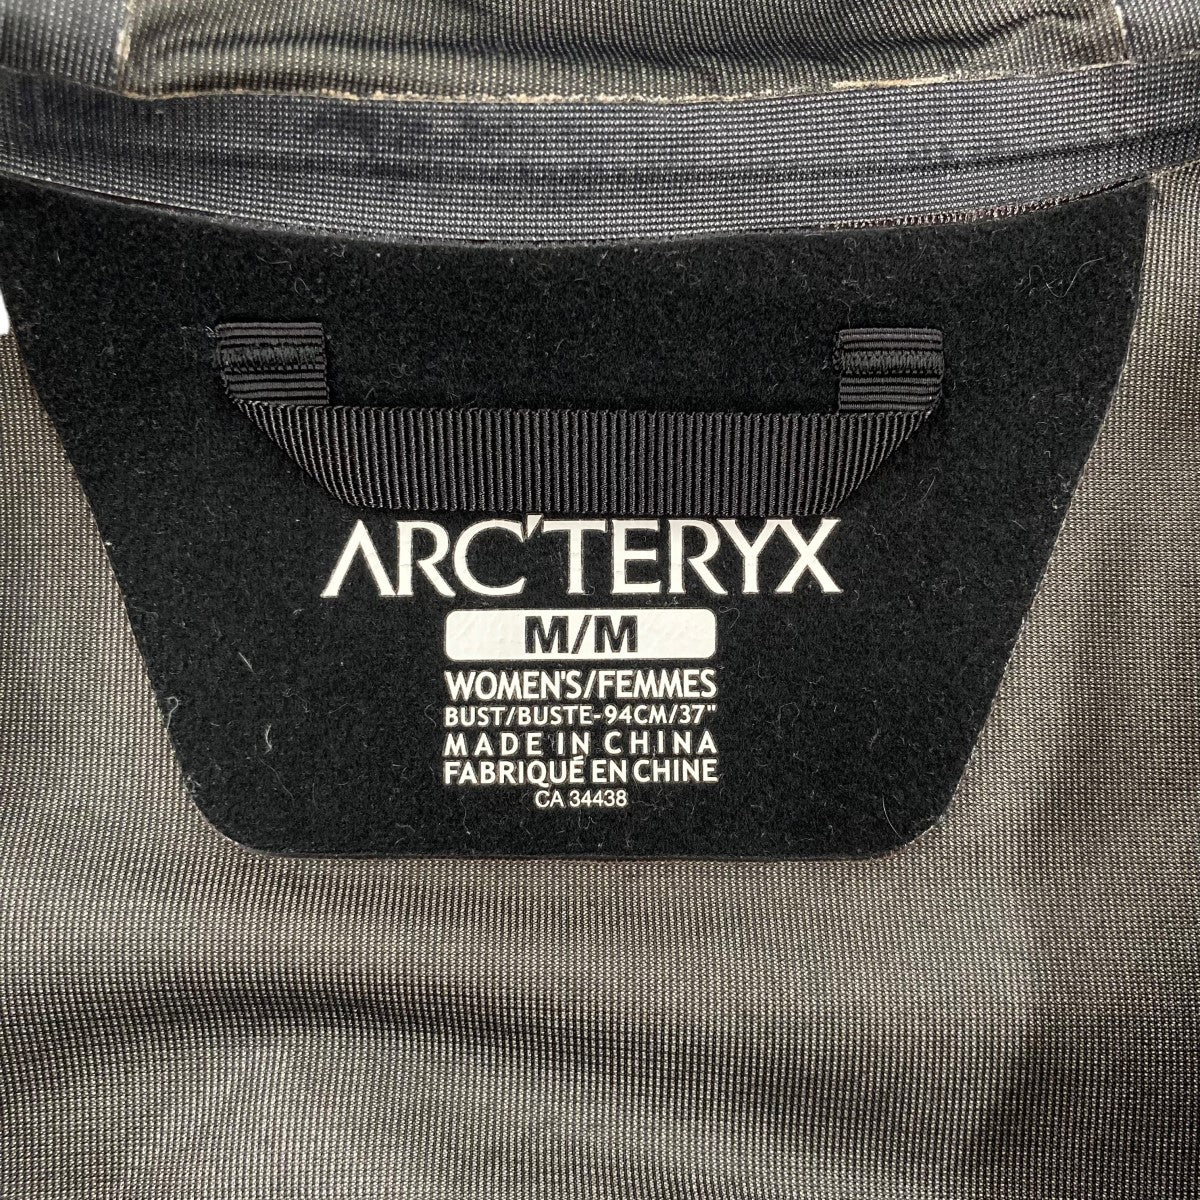 ARC'TERYX
M/M
WOMEN'S/FEMMES
BUST/BUSTE-94CM/37"
MADE IN CHINA
FABRIQUÉ EN CHINE
CA 34438